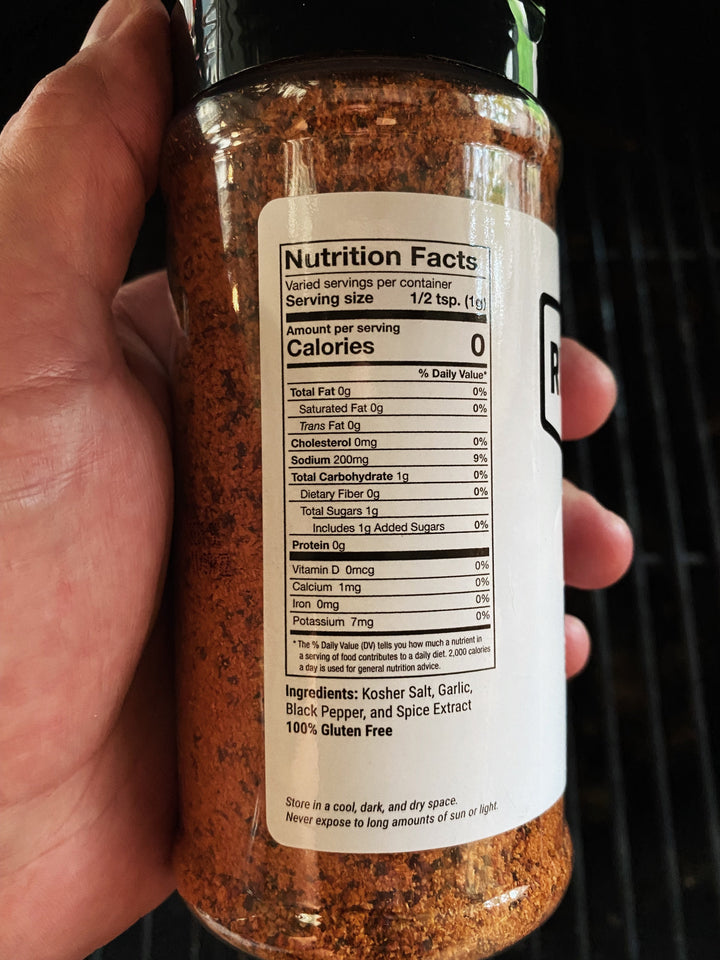 Nutrition Facts
Varied servings per container
Serving size 1/2 tsp. (1g)
Amount per serving
Calories 0
% Daily Value*
Total Fat 0g 0%
Saturated Fat 0g 0%
Trans Fat 0g
Cholesterol 0mg 0%
Sodium 200mg 9%
Total Carbohydrate 1g 0%
Dietary Fiber 0g 0%
Total Sugars 1g
Includes 1g Added Sugars 0%
Protein 0g
Vitamin D 0mcg 0%
Calcium 1mg 0%
Iron 0mg 0%
Potassium 7mg 0%
* The % Daily Value (DV) tells you how much a nutrient in
a serving of food contributes to a daily diet. 2,000 calories
a day is used for general nutrition advice.
Ingredients: Kosher Salt, Garlic,
Black Pepper, and Spice Extract
100% Gluten Free
Store in a cool, dark, and dry space.
Never expose to long amounts of sun or light.